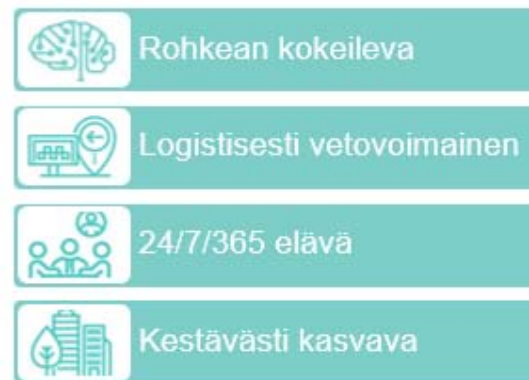 Rohkean kokeileva
Logistisesti vetovoimainen
24/7/365 elävä
Kestävästi kasvava